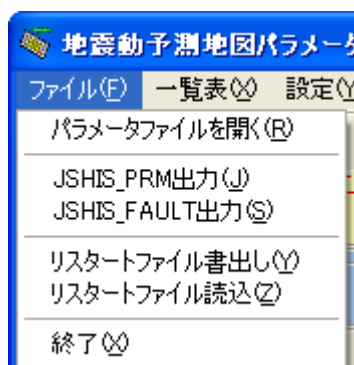 地震動予測地図パラメータ
ファイル(F) 一覧表(X) 設定(Y
パラメータファイルを開く(R)
JSHIS_PRM出力(J)
JSHIS_FAULT出力(S)
リスタートファイル書出し(Y)
リスタートファイル読込(Z)
終了(X)